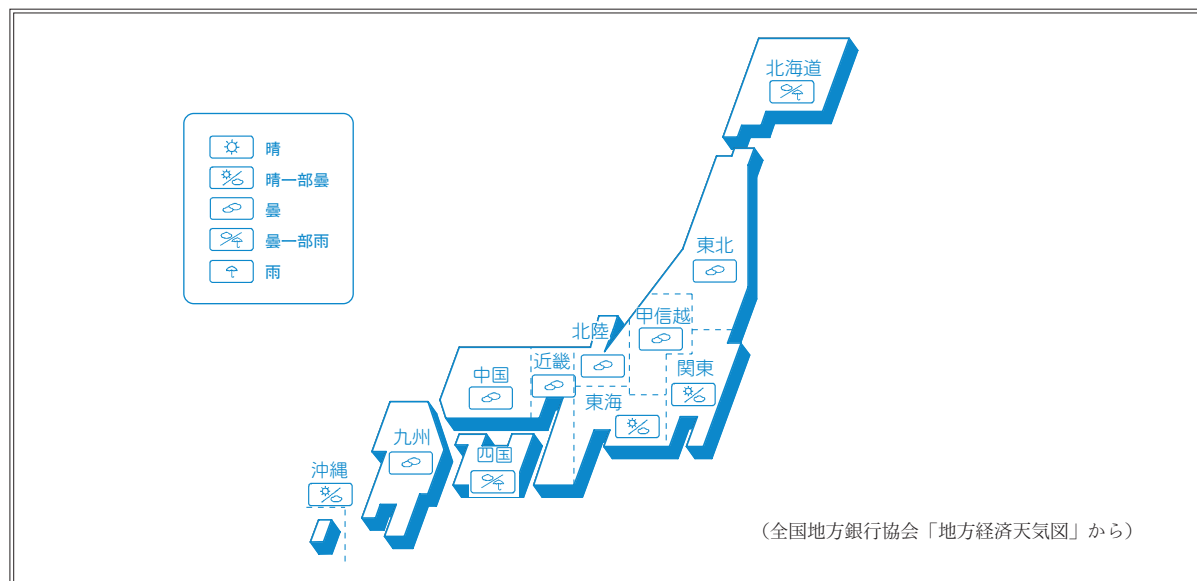 北海道
晴
晴一部曇
曇
曇一部雨
雨
東北
甲信越
北陸
近畿
関東
中国
東海
九州
四国
沖縄
（全国地方銀行協会「地方経済天気図」から）